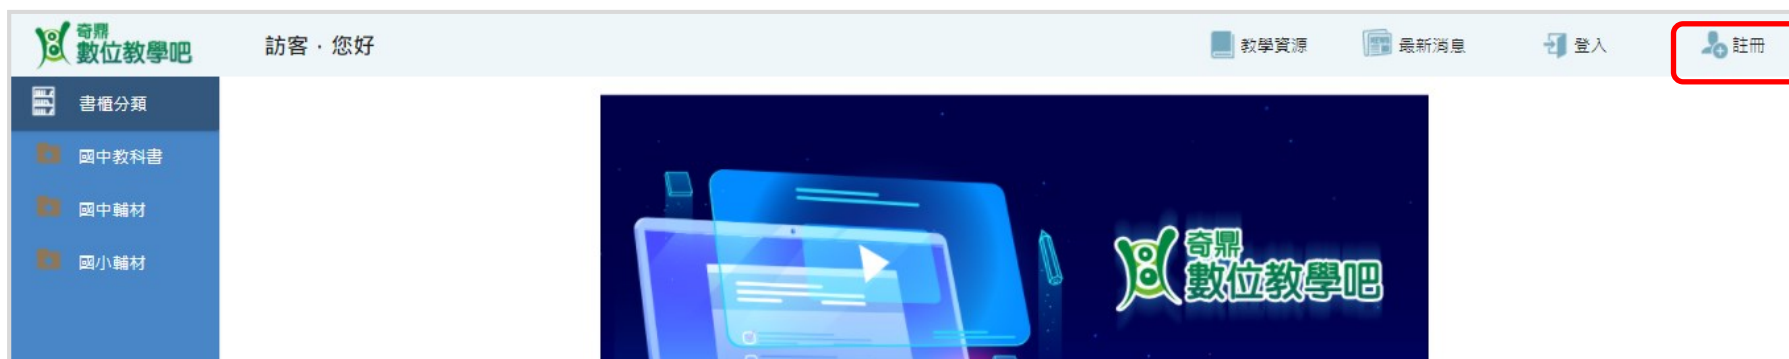 奇鼎
數位教學吧
訪客，您好
教學資源
最新消息
登入
註冊
書櫃分類
國中教科書
國中輔材
國小輔材
奇鼎
數位教學吧